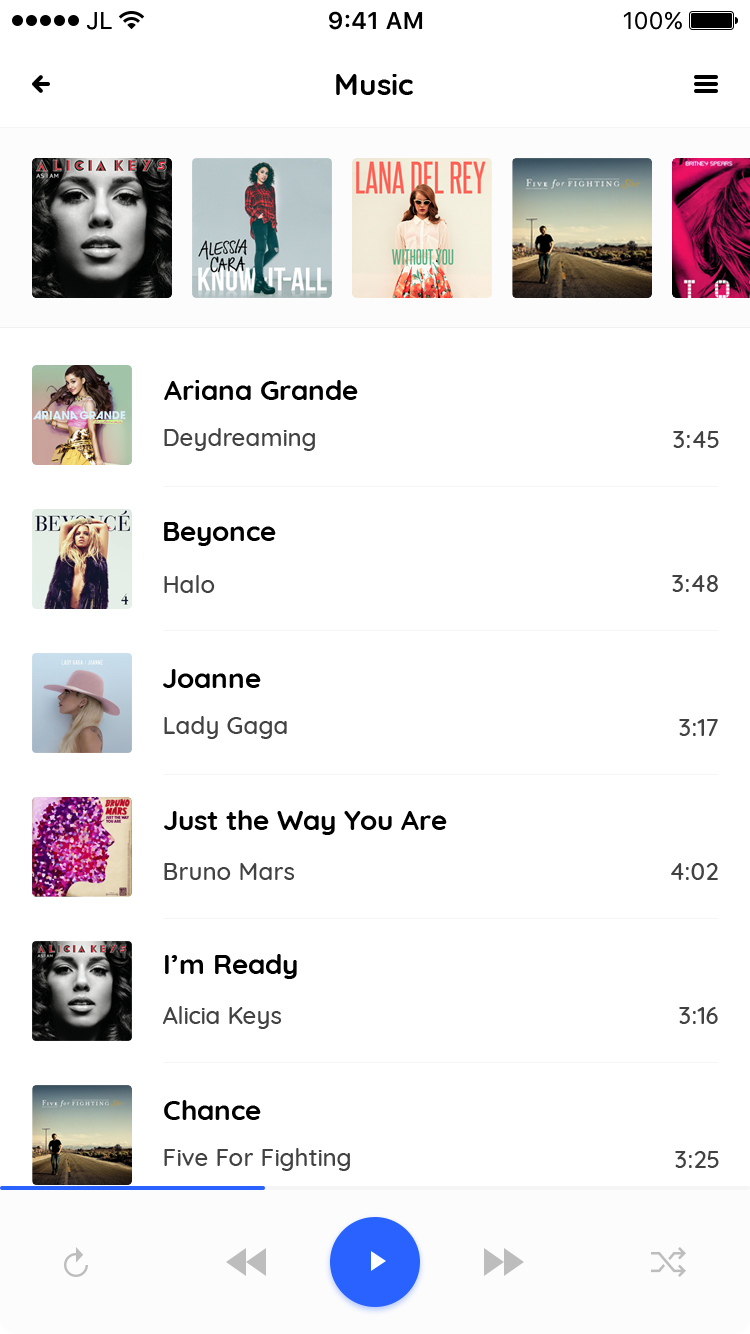 JL
9:41 AM
100%
Music
ALICIA KEYS
AS I AM
ALESSIA
CARA
KNOW-IT-ALL
LANA DEL REY
WITHOUT YOU
FIVE for FIGHTING
BRITNEY SPEARS
T O
ARIANA GRANDE
Ariana Grande
Deydreaming
3:45
BEYONCÉ
4
Beyonce
Halo
3:48
LADY GAGA JOANNE
Joanne
Lady Gaga
3:17
BRUNO
MARS
JUST THE WAY
YOU ARE
Just the Way You Are
Bruno Mars
4:02
ALICIA KEYS
AS I AM
I’m Ready
Alicia Keys
3:16
FIVE for FIGHTING
Chance
Five For Fighting
3:25